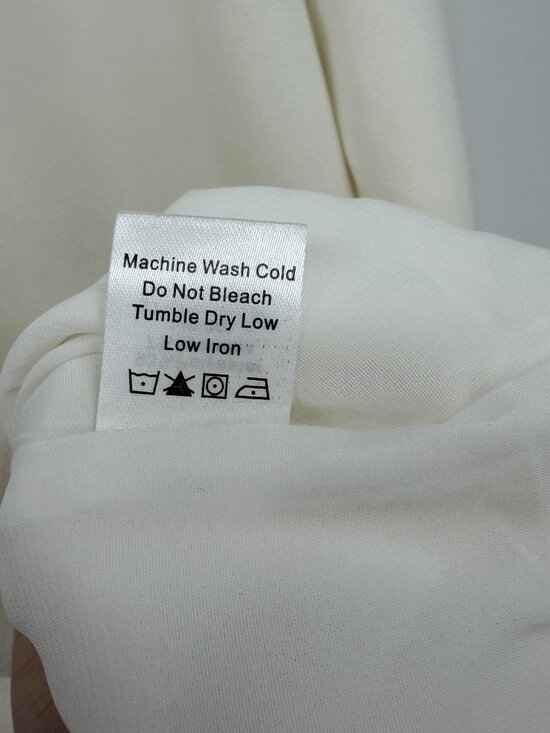 Machine Wash Cold
Do Not Bleach
Tumble Dry Low
Low Iron